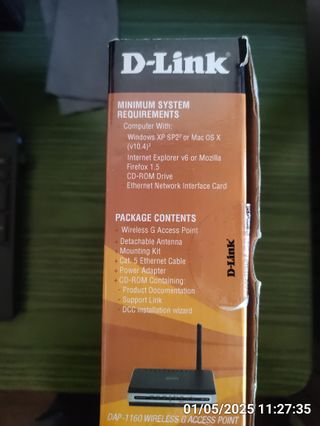 D-Link®
MINIMUM SYSTEM
REQUIREMENTS
Computer With:
Windows XP SP2² or Mac OS X
(v10.4)²
Internet Explorer v6 or Mozilla
Firefox 1.5
CD-ROM Drive
Ethernet Network Interface Card
PACKAGE CONTENTS
• Wireless G Access Point
• Detachable Antenna
• Mounting Kit
• Cat. 5 Ethernet Cable
• Power Adapter
• CD-ROM Containing:
• Product Documentation
• Support Link
• DCC installation wizard
D-Link
DAP-1160 WIRELESS G ACCESS POINT
01/05/2025 11:27:35